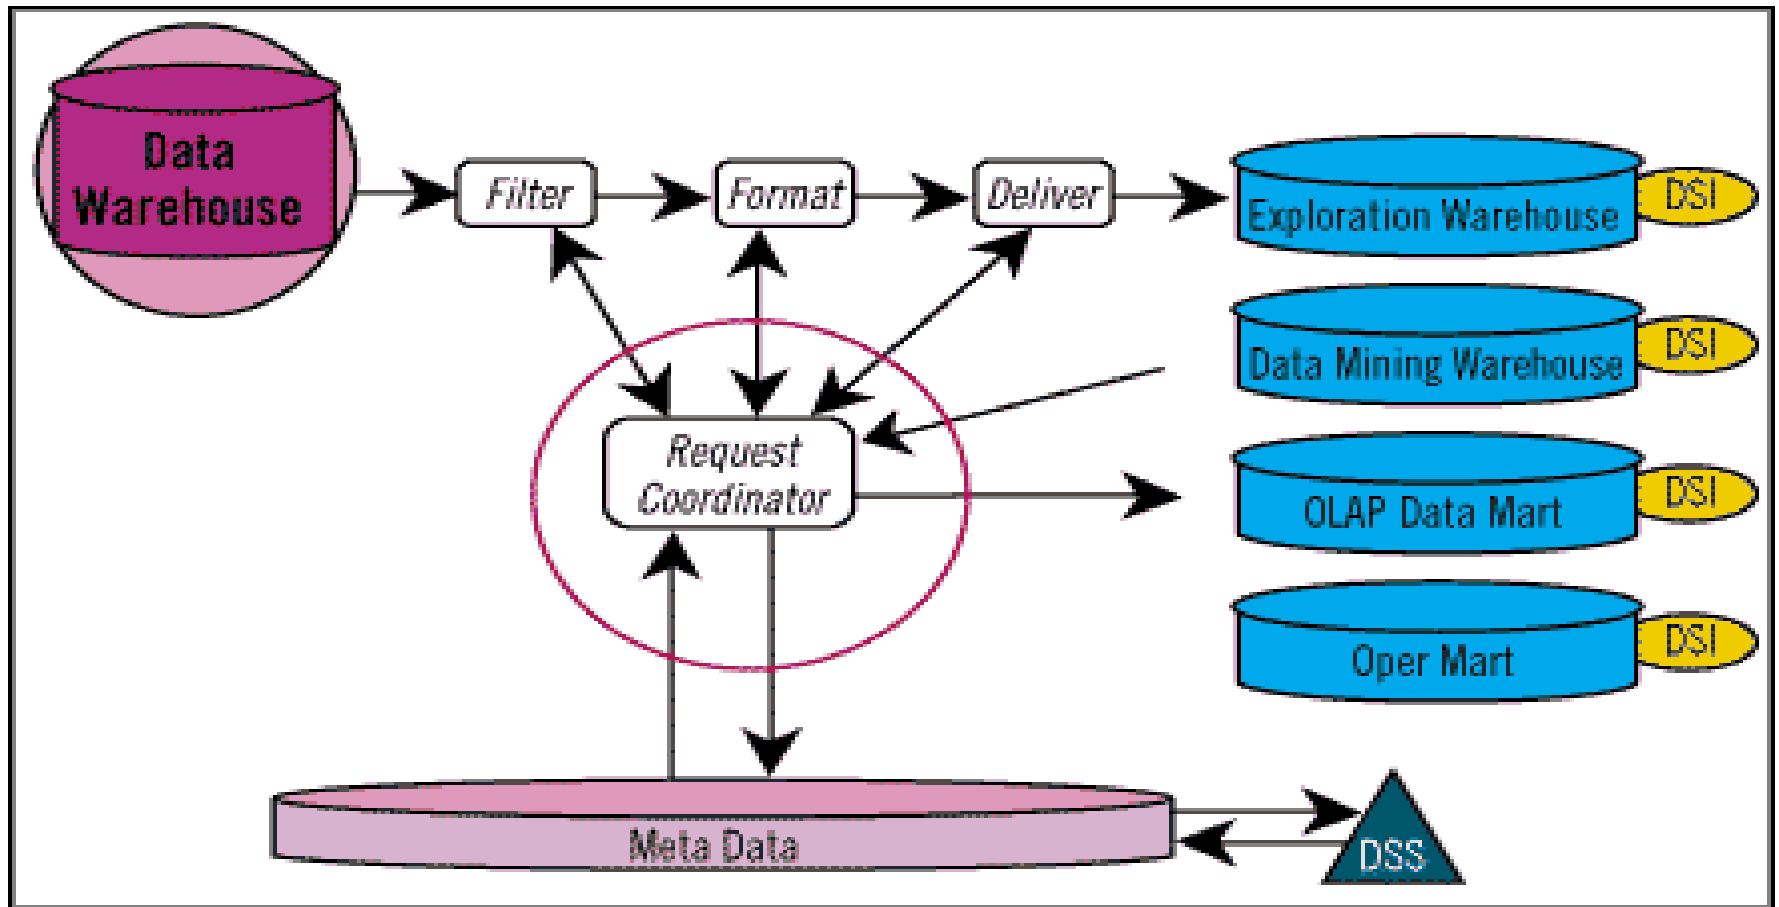 Data
Warehouse
Filter
Format
Deliver
Exploration Warehouse
DSI
Data Mining Warehouse
DSI
Request
Coordinator
OLAP Data Mart
DSI
Oper Mart
DSI
Meta Data
DSS